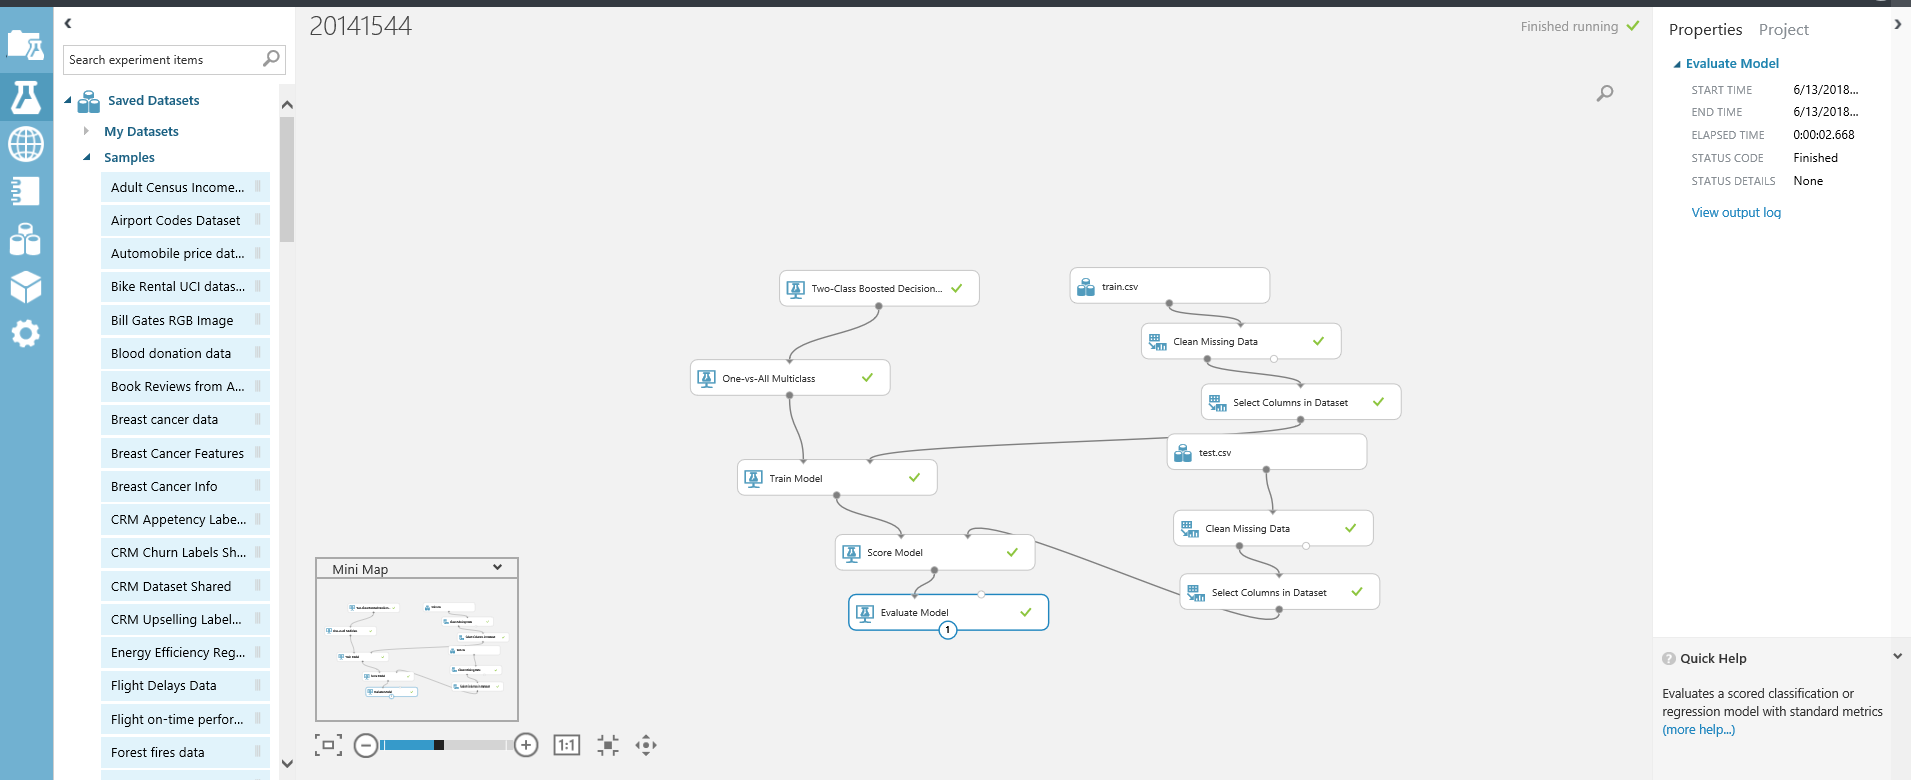 20141544
Finished running
Properties Project
Search experiment items
Evaluate Model
START TIME 6/13/2018...
END TIME 6/13/2018...
ELAPSED TIME 0:00:02.668
STATUS CODE Finished
STATUS DETAILS None
View output log
Saved Datasets
My Datasets
Samples
Adult Census Income...
Airport Codes Dataset
Automobile price dat...
Bike Rental UCI datas...
Bill Gates RGB Image
Blood donation data
Book Reviews from A...
Breast cancer data
Breast Cancer Features
Breast Cancer Info
CRM Appetency Labe...
CRM Churn Labels Sh...
CRM Dataset Shared
CRM Upselling Label...
Energy Efficiency Reg...
Flight Delays Data
Flight on-time perfor...
Forest fires data
Two-Class Boosted Decision...
train.csv
Clean Missing Data
One-vs-All Multiclass
Select Columns in Dataset
test.csv
Train Model
Clean Missing Data
Score Model
Select Columns in Dataset
Evaluate Model
1
Mini Map
1:1
Quick Help
Evaluates a scored classification or
regression model with standard metrics
(more help...)